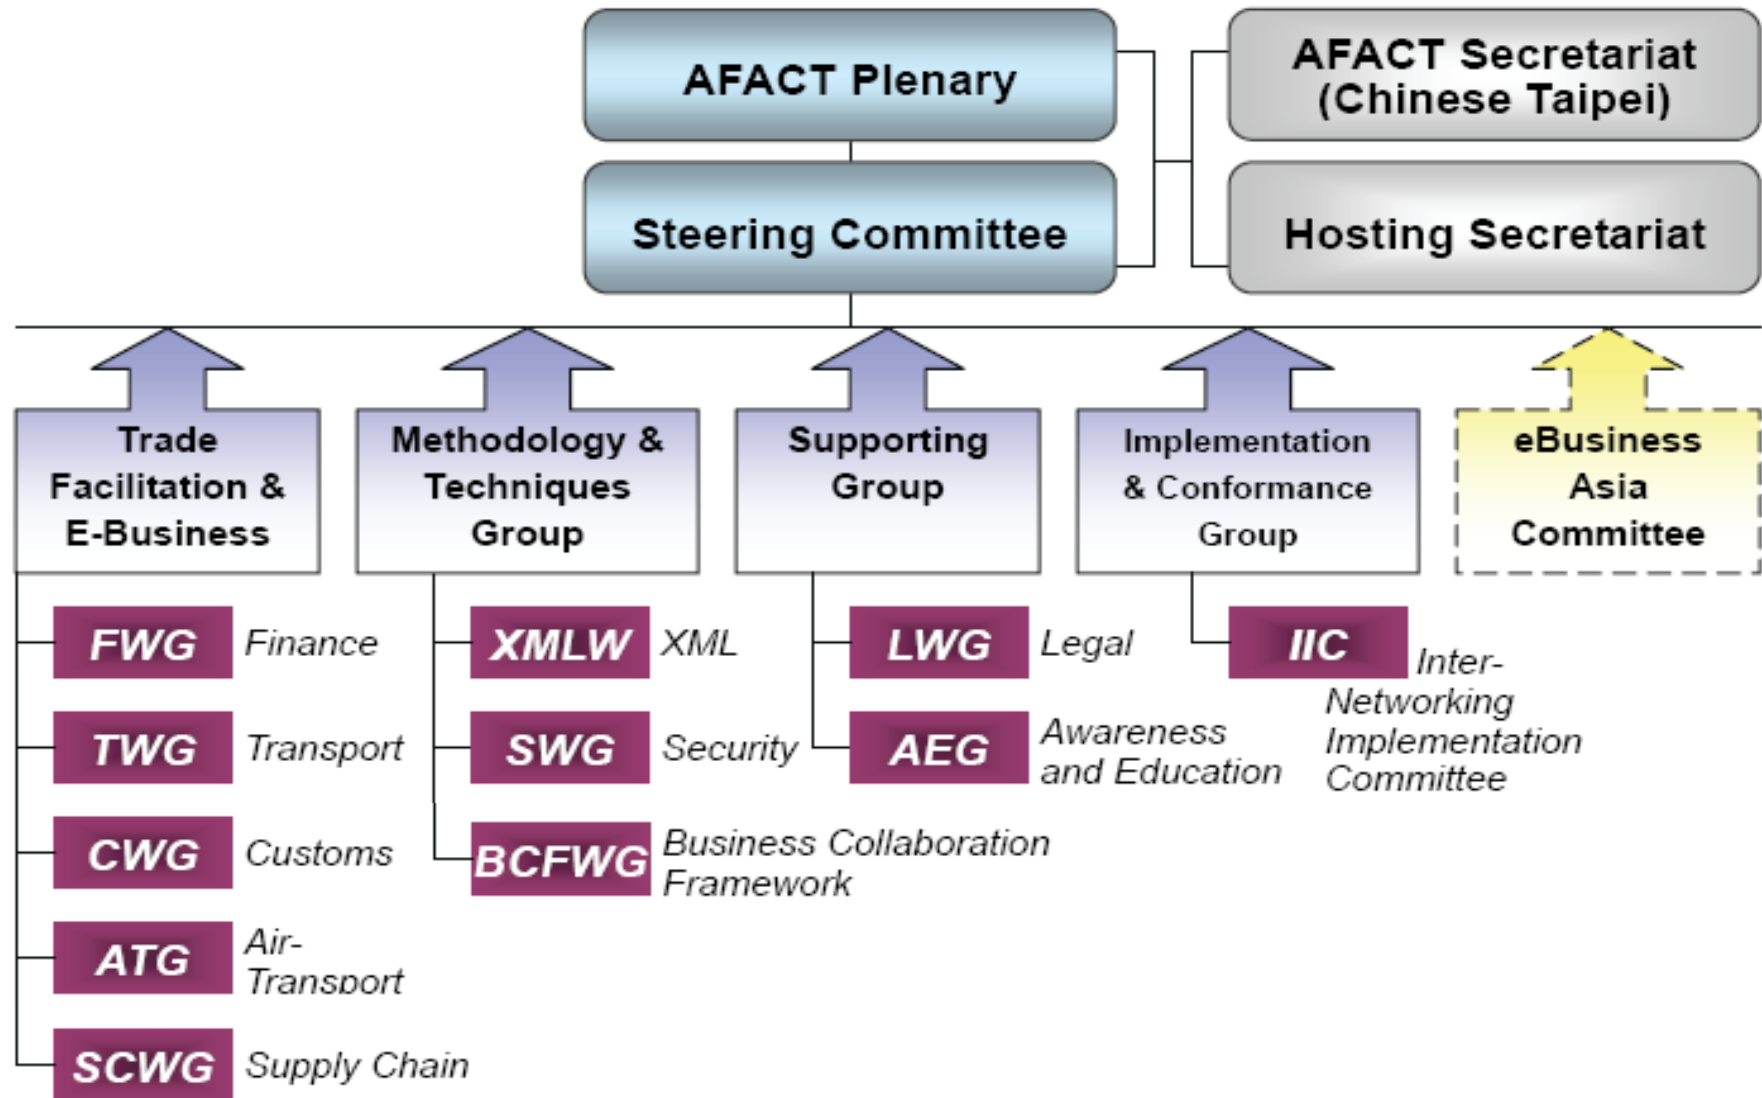 AFACT Plenary
AFACT Secretariat
(Chinese Taipei)
Steering Committee
Hosting Secretariat
Trade
Facilitation &
E-Business
Methodology &
Techniques
Group
Supporting
Group
Implementation
& Conformance
Group
eBusiness
Asia
Committee
FWG
Finance
TWG
Transport
CWG
Customs
ATG
Air-
Transport
SCWG
Supply Chain
XMLW
XML
SWG
Security
BCFWG
Business Collaboration
Framework
LWG
Legal
AEG
Awareness
and Education
IIC
Inter-
Networking
Implementation
Committee